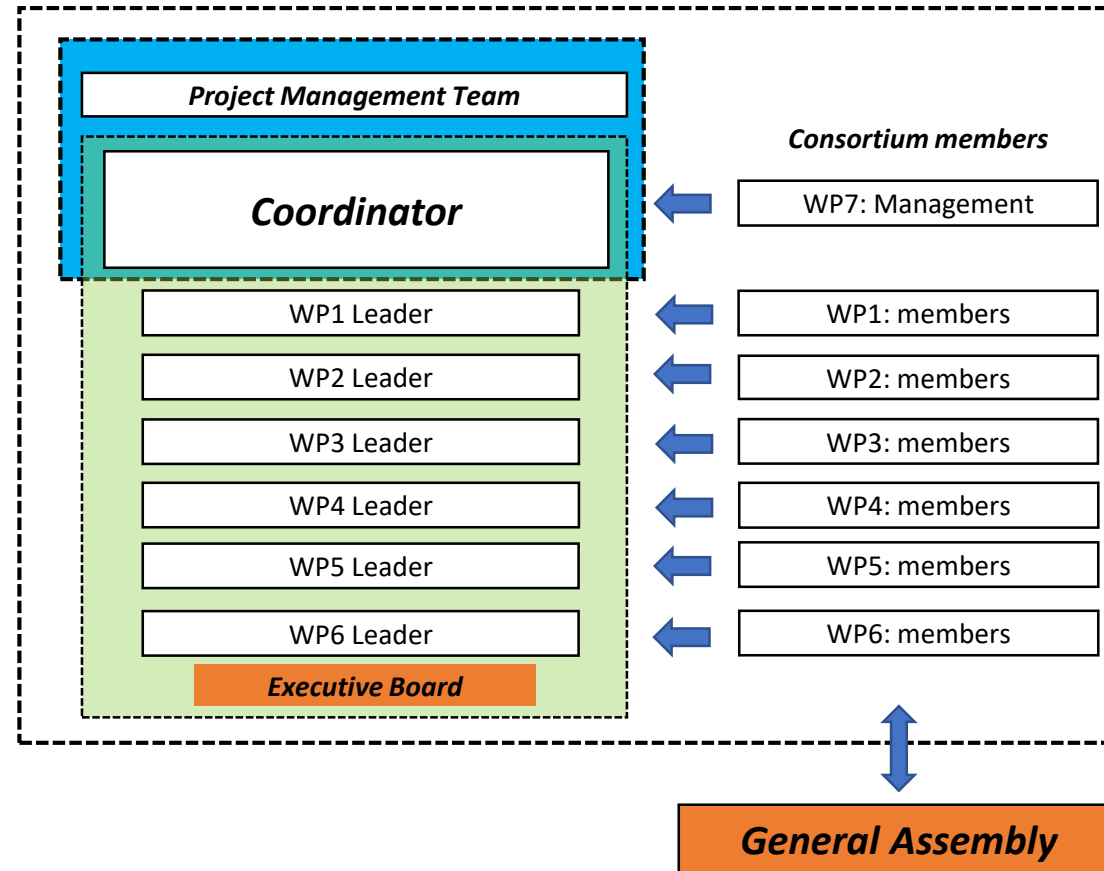 Project Management Team
Consortium members
Coordinator
WP7: Management
WP1 Leader
WP1: members
WP2 Leader
WP2: members
WP3 Leader
WP3: members
WP4 Leader
WP4: members
WP5 Leader
WP5: members
WP6 Leader
WP6: members
Executive Board
General Assembly